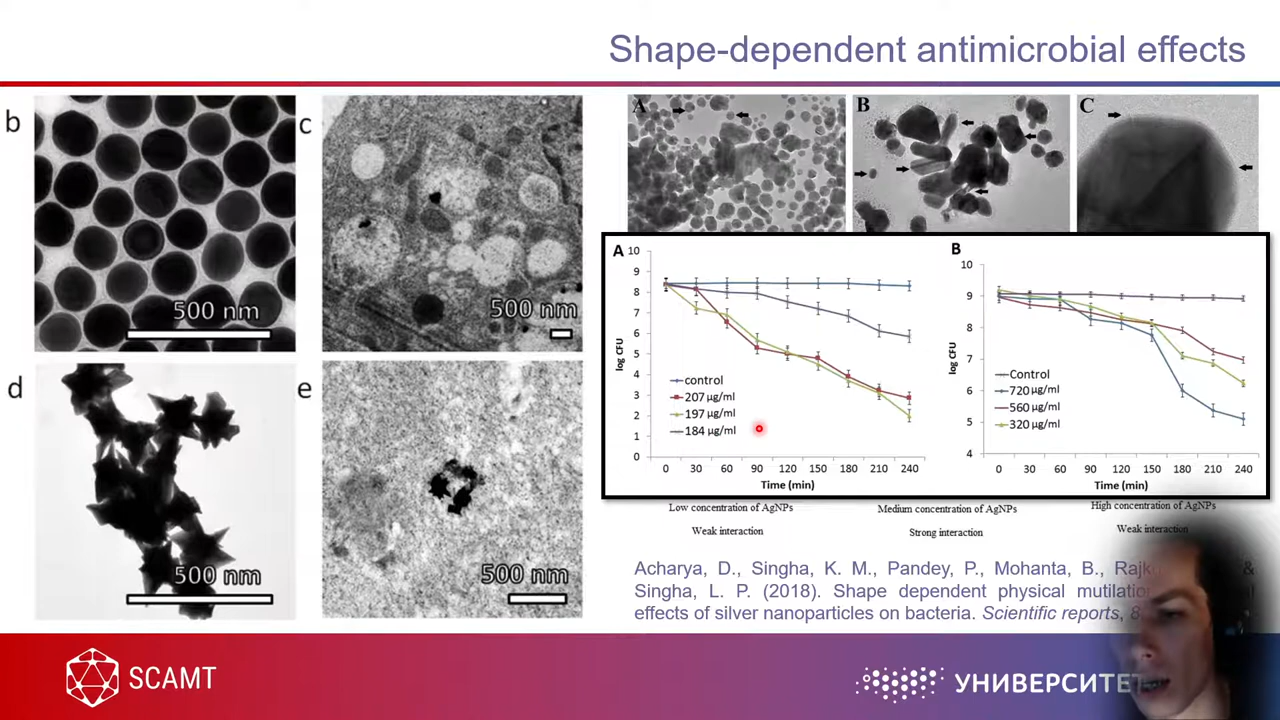 Shape-dependent antimicrobial effects
b
500 nm
c
500 nm
d
500 nm
e
500 nm
A
B
C
A
log CFU
10
9
8
7
6
5
4
3
2
1
0
control
207 µg/ml
197 µg/ml
184 µg/ml
0 30 60 90 120 150 180 210 240
Time (min)
B
log CFU
10
9
8
7
6
5
4
Control
720 µg/ml
560 µg/ml
320 µg/ml
0 30 60 90 120 150 180 210 240
Time (min)
Low concentration of AgNPs
Weak interaction
Medium concentration of AgNPs
Strong interaction
High concentration of AgNPs
Weak interaction
Acharya, D., Singha, K. M., Pandey, P., Mohanta, B., &
Singha, L. P. (2018). Shape dependent physical
effects of silver nanoparticles on bacteria. Scientific reports, 8
SCAMT
УНИВЕРСИТЕТ